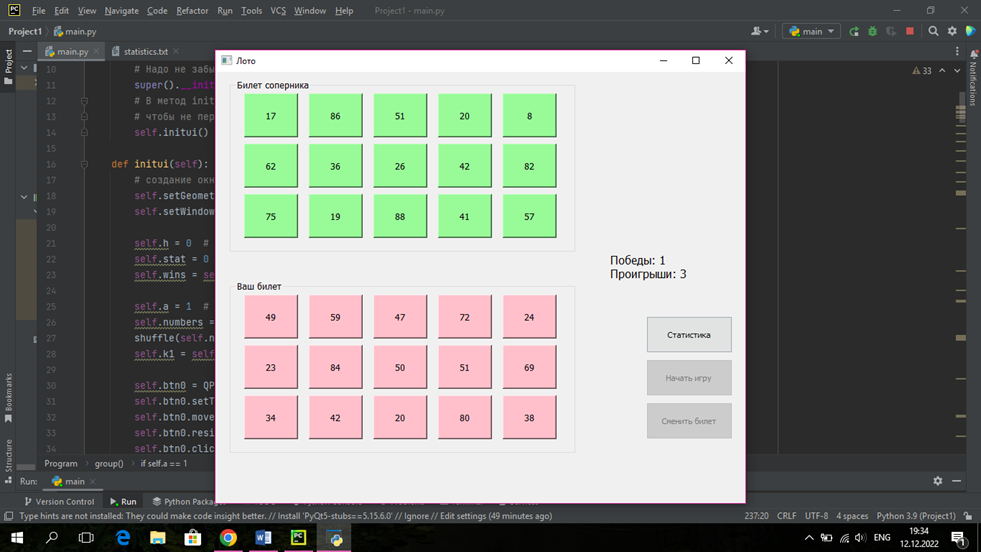 File Edit View Navigate Code Refactor Run Tools VCS Window Help Project1 - main.py
Project1 main.py main
main.py statistics.txt
Project
Notifications
33
10 # Надо не забы
11 super().__init
12 # В метод init
13 # чтобы не пер
14 self.initui()
15
16 def initui(self):
17 # создание окн
18 self.setGeomet
19 self.setWindow
20
21 self.h = 0 #
22 self.stat = 0
23 self.wins = se
24
25 self.a = 1 #
26 self.numbers =
27 shuffle(self.n
28 self.k1 = self
29
30 self.btn0 = QP
31 self.btn0.setT
32 self.btn0.move
33 self.btn0.resi
34 self.btn0.clic
Лото
Билет соперника
17 86 51 20 8
62 36 26 42 82
75 19 88 41 57
Победы: 1
Проигрыши: 3
Ваш билет
49 59 47 72 24
23 84 50 51 69
34 42 20 80 38
Статистика
Начать игру
Сменить билет
Bookmarks
Structure
Program group() if self.a == 1
Run: main
Version Control Run Python Packag
Type hints are not installed: They could make code insight better. // Install 'PyQt5-stubs==5.15.6.0' // Ignore // Edit settings (49 minutes ago) 237:20 CRLF UTF-8 4 spaces Python 3.9 (Project1)
ENG 19:34
12.12.2022